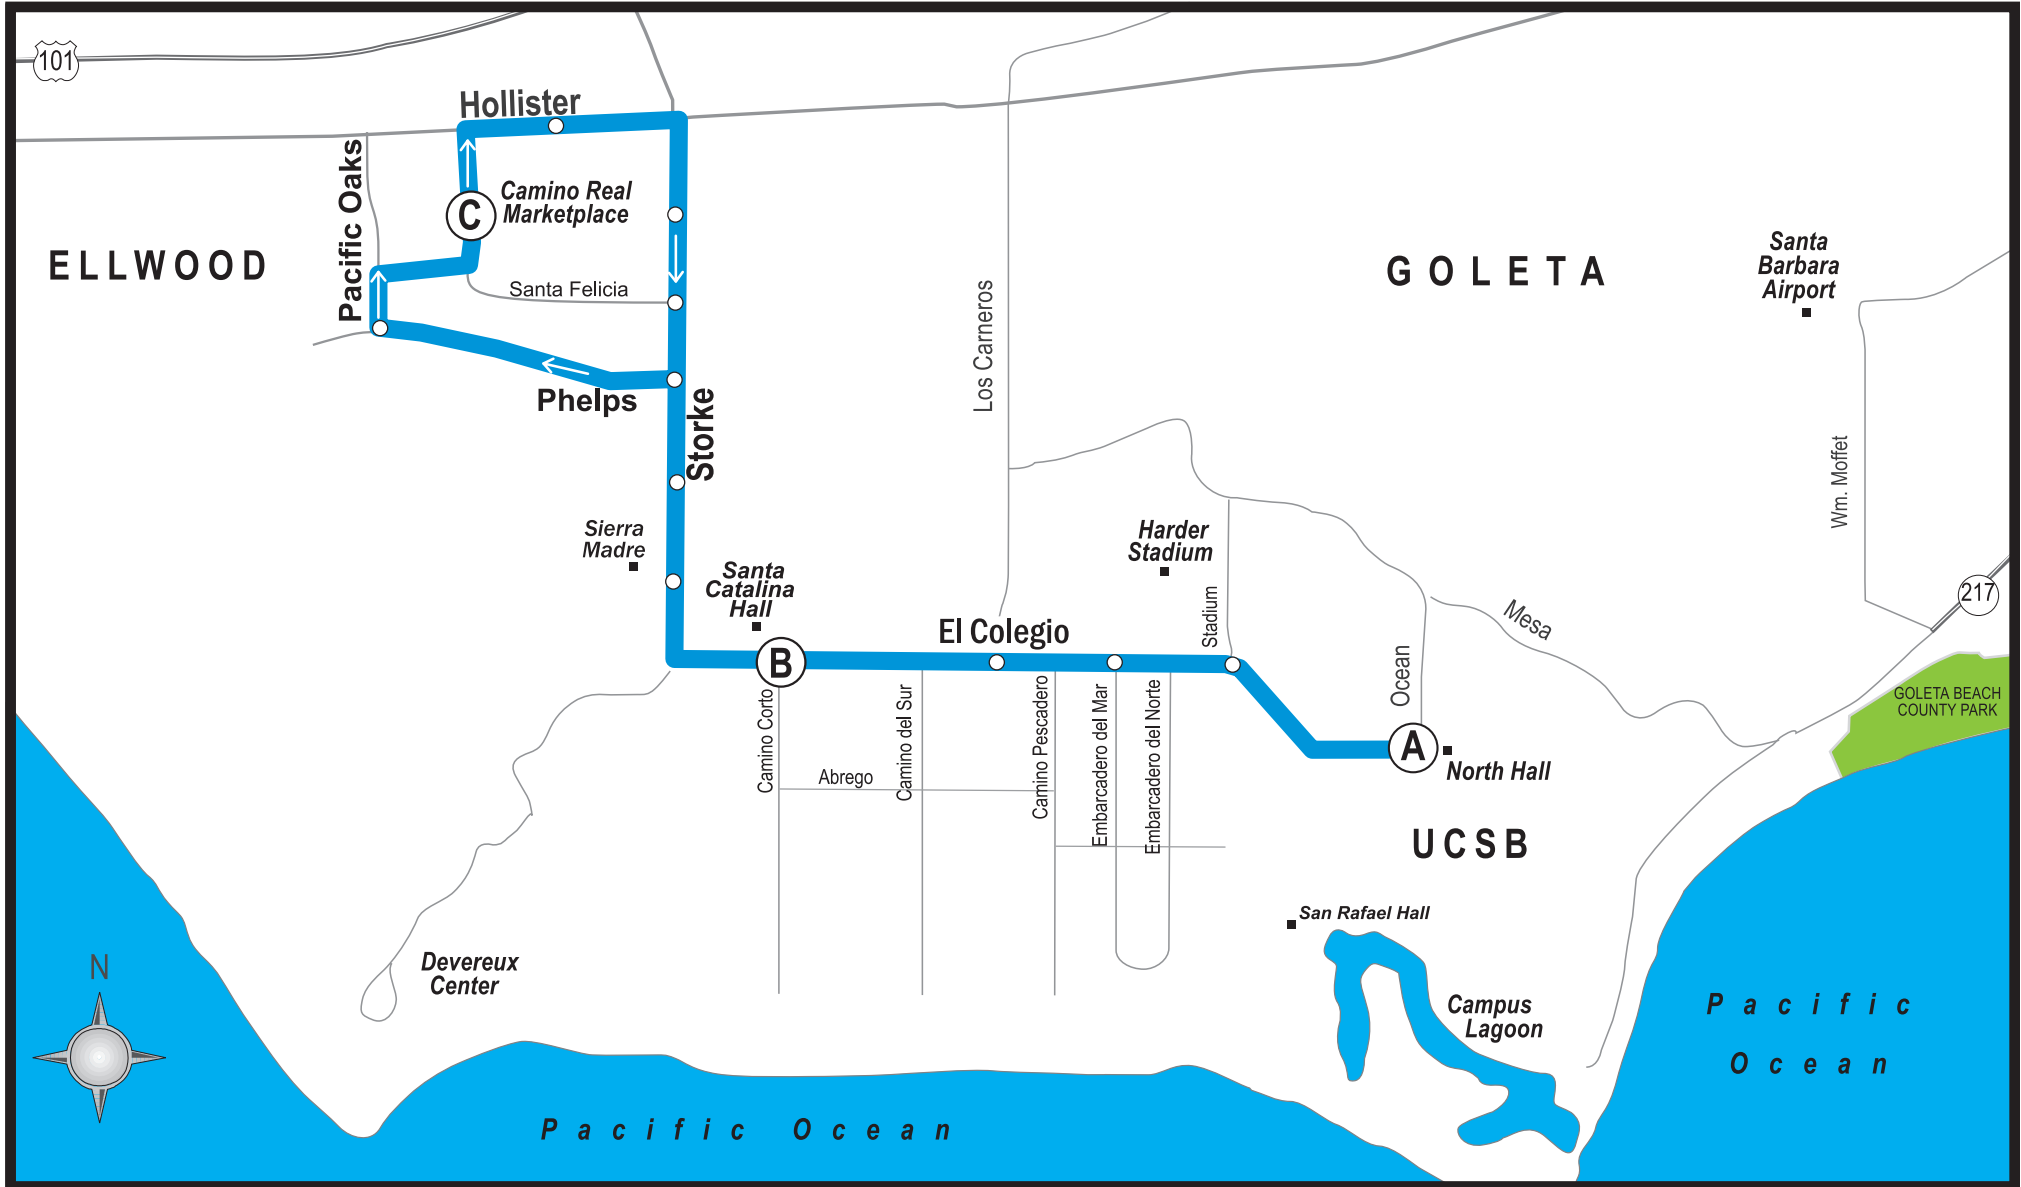 101
Hollister
Pacific Oaks
Camino Real
Marketplace
C
ELLWOOD
Santa Felicia
Phelps
Storke
Los Carneros
GOLETA
Santa
Barbara
Airport
Wm. Moffet
Sierra
Madre
Santa
Catalina
Hall
Harder
Stadium
Stadium
217
Mesa
El Colegio
B
Ocean
A
North Hall
GOLETA BEACH
COUNTY PARK
Camino Corto
Abrego
Camino del Sur
Camino Pescadero
Embarcadero del Mar
Embarcadero del Norte
UCSB
San Rafael Hall
Devereux
Center
N
Campus
Lagoon
Pacific
Ocean
Pacific Ocean